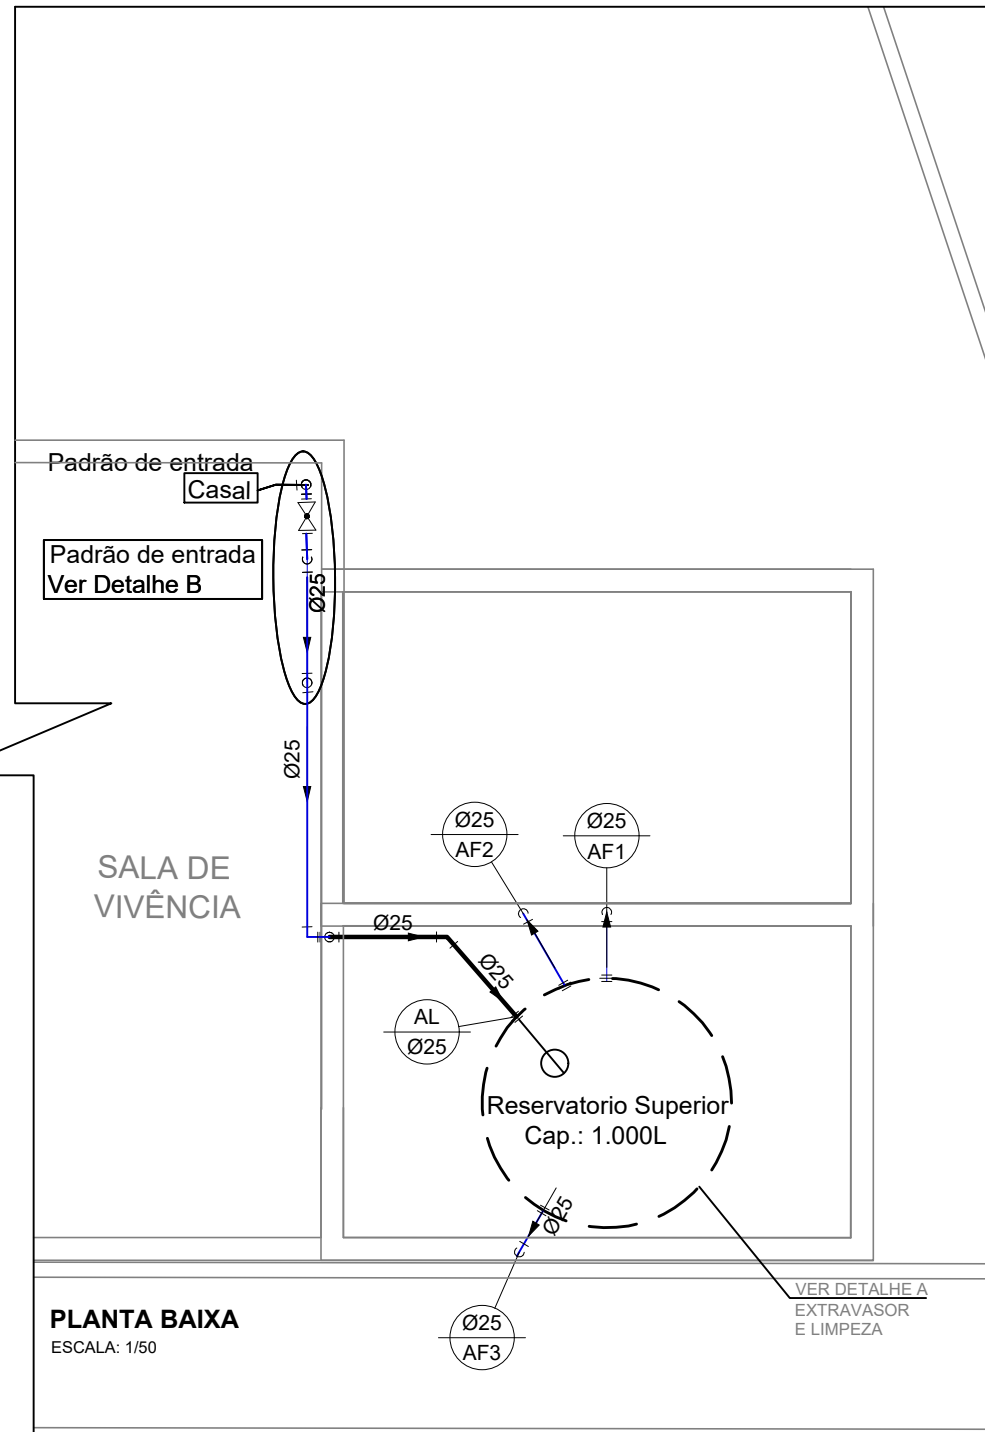 Padrão de entrada
Casal
Padrão de entrada
Ver Detalhe B
Ø25
Ø25
Ø25
AF2
Ø25
AF1
SALA DE
VIVÊNCIA
Ø25
Ø25
AL
Ø25
Reservatorio Superior
Cap.: 1.000L
Ø25
VER DETALHE A
EXTRAVASOR
E LIMPEZA
PLANTA BAIXA
ESCALA: 1/50
Ø25
AF3